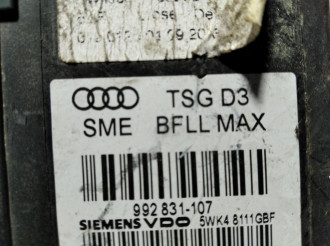 TSG D3
SME BFLL MAX
992 831-107
SIEMENS VDO 5WK4 8111GBF